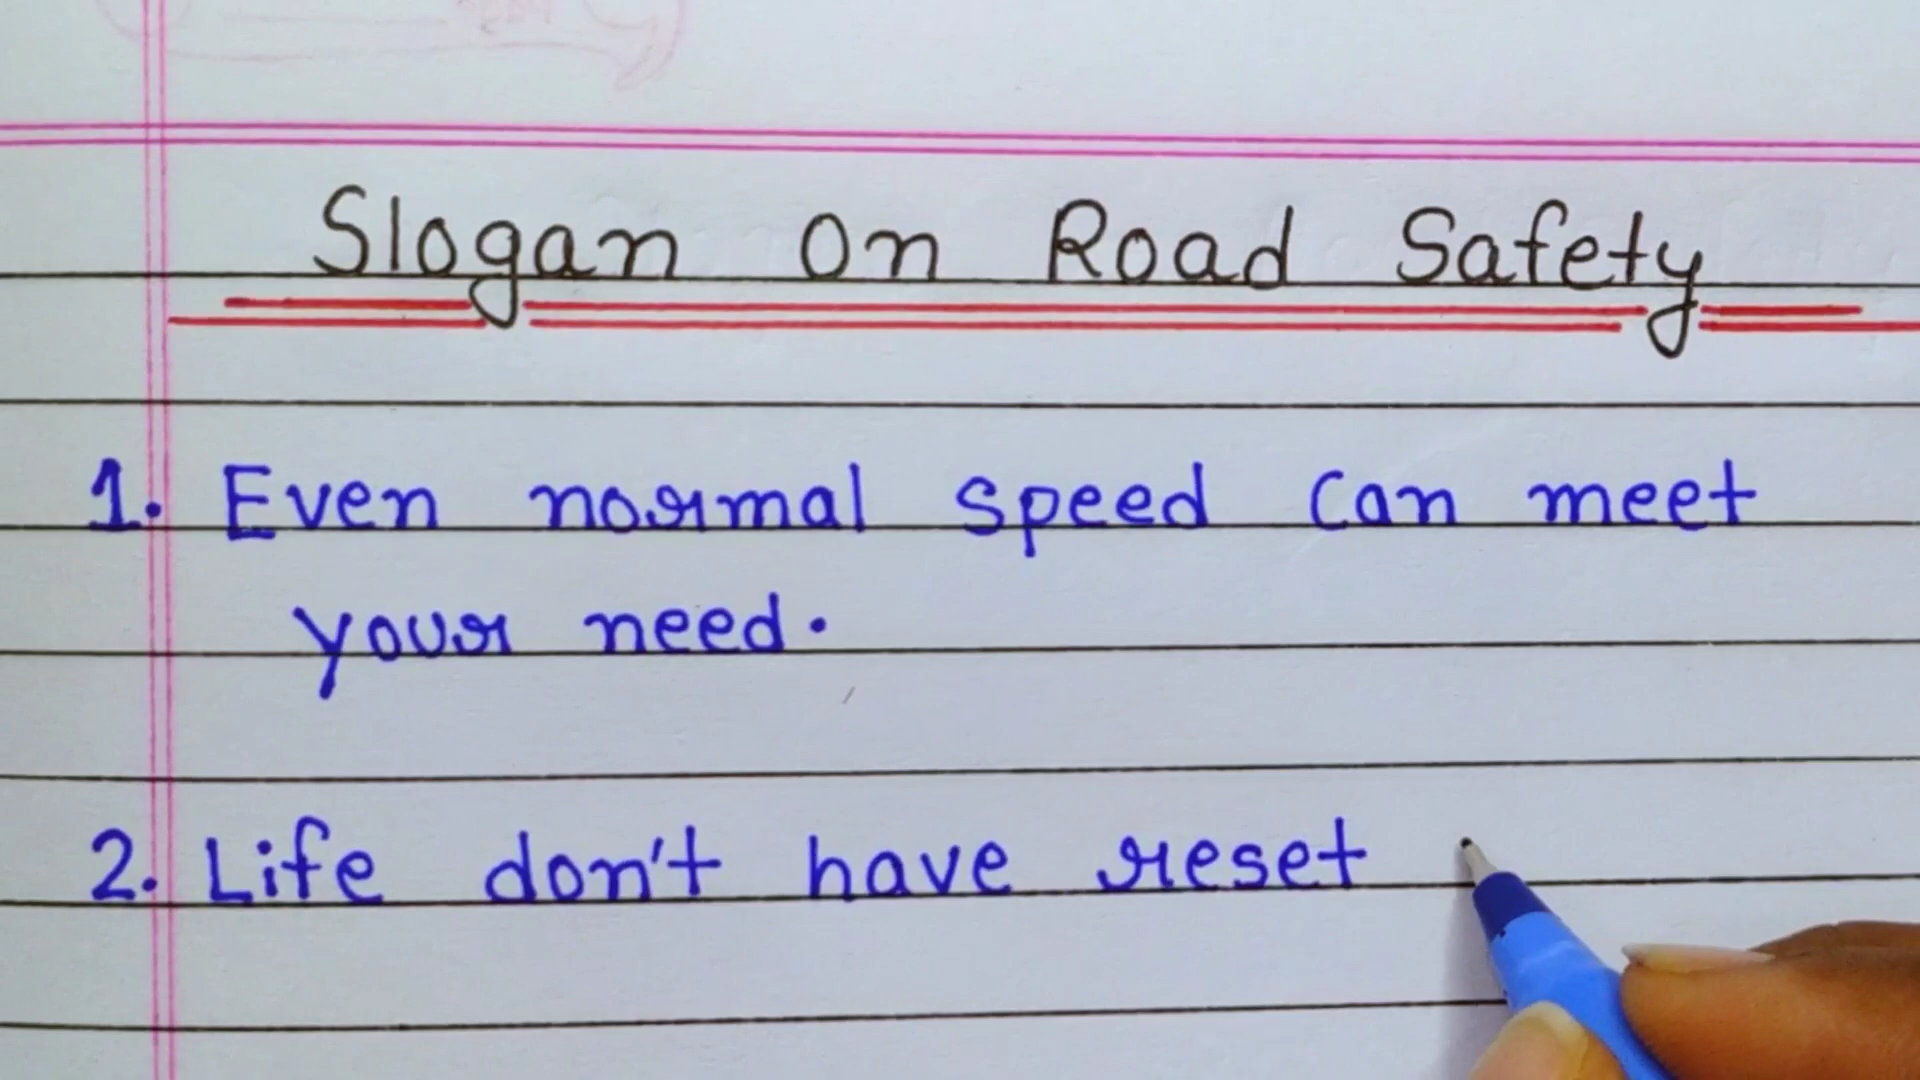 Slogan On Road Safety
1. Even normal speed can meet
your need.
2. Life don't have reset